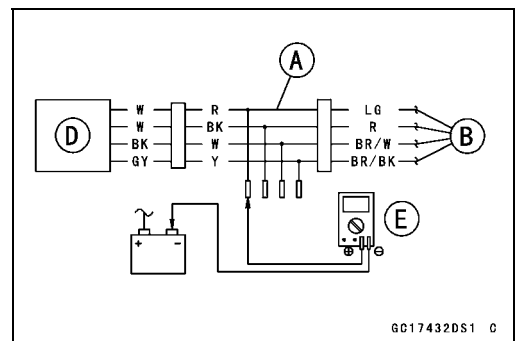 A
W R LG
W BK R
BK W BR/W
GY Y BR/BK
D
B
E
+ -
⊕ ⊖
GC17432DS1 C